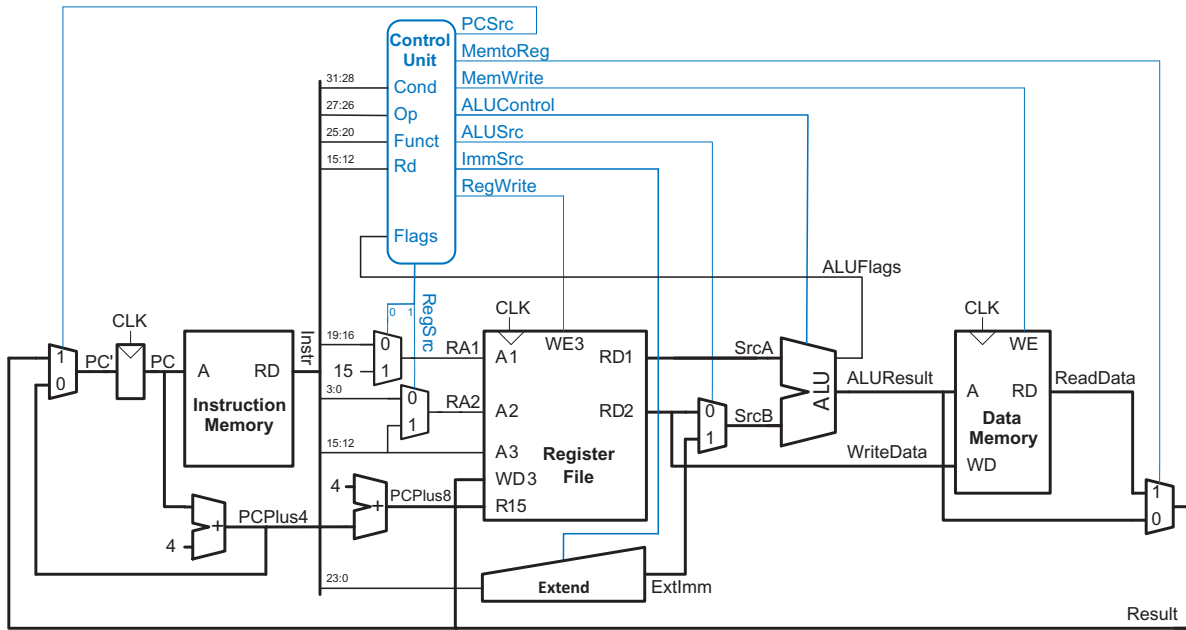 PCSrc
Control
Unit
MemtoReg
MemWrite
ALUControl
ALUSrc
ImmSrc
RegWrite
31:28
Cond
27:26
Op
25:20
Funct
15:12
Rd
Flags
ALUFlags
0 1
RegSrc
CLK
CLK
CLK
Instr
19:16
0
1
15
RA1
A1
WE3
RD1
SrcA
WE
1
0
PC'
PC
A
RD
Instruction
Memory
3:0
0
1
RA2
A2
RD2
0
1
SrcB
ALU
ALUResult
A
RD
ReadData
Data
Memory
15:12
A3
Register
File
WriteData
WD
WD3
4
+
PCPlus8
R15
1
0
4
+
PCPlus4
23:0
Extend
ExtImm
Result